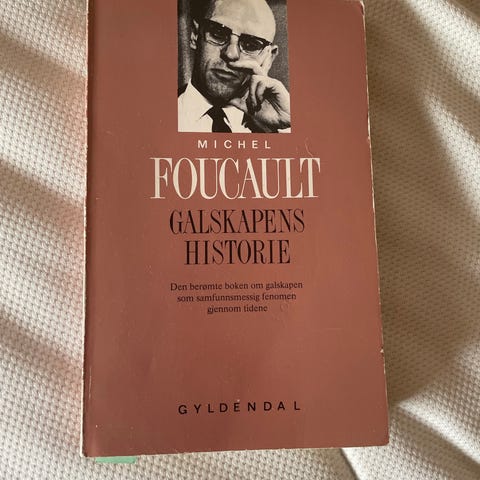 MICHEL
FOUCAULT
GALSKAPENS
HISTORIE
Den berømte boken om galskapen
som samfunnsmessig fenomen
gjennom tidene
GYLDENDAL